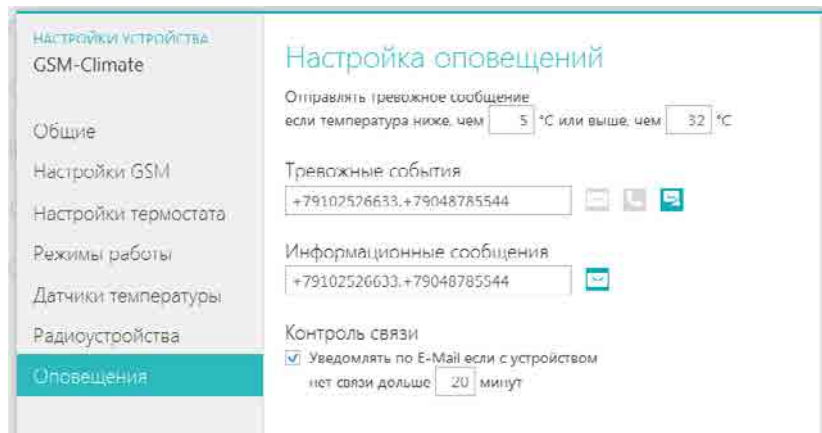 НАСТРОЙКИ УСТРОЙСТВА
GSM-Climate
Общие
Настройки GSM
Настройки термостата
Режимы работы
Датчики температуры
Радиоустройства
Оповещения
Настройка оповещений
Отправлять тревожное сообщение
если температура ниже, чем 5 °C или выше, чем 32 °C
Тревожные события
+79102526633,+79048785544
Информационные сообщения
+79102526633,+79048785544
Контроль связи
Уведомлять по E-Mail если с устройством
нет связи дольше 20 минут